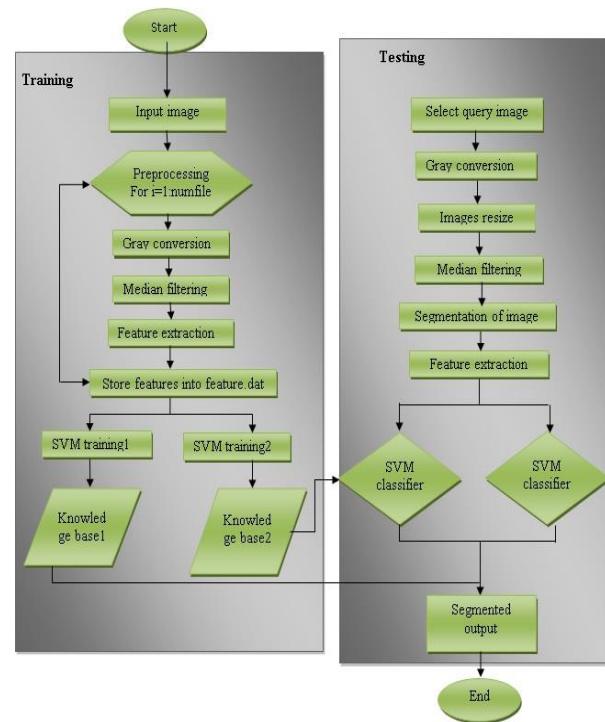 Start
Training
Input image
Preprocessing
For i=1:numfile
Gray conversion
Median filtering
Feature extraction
Store features into feature.dat
SVM training1
SVM training2
Knowled
ge base1
Knowled
ge base2
Testing
Select query image
Gray conversion
Images resize
Median filtering
Segmentation of image
Feature extraction
SVM
classifier
SVM
classifier
Segmented
output
End